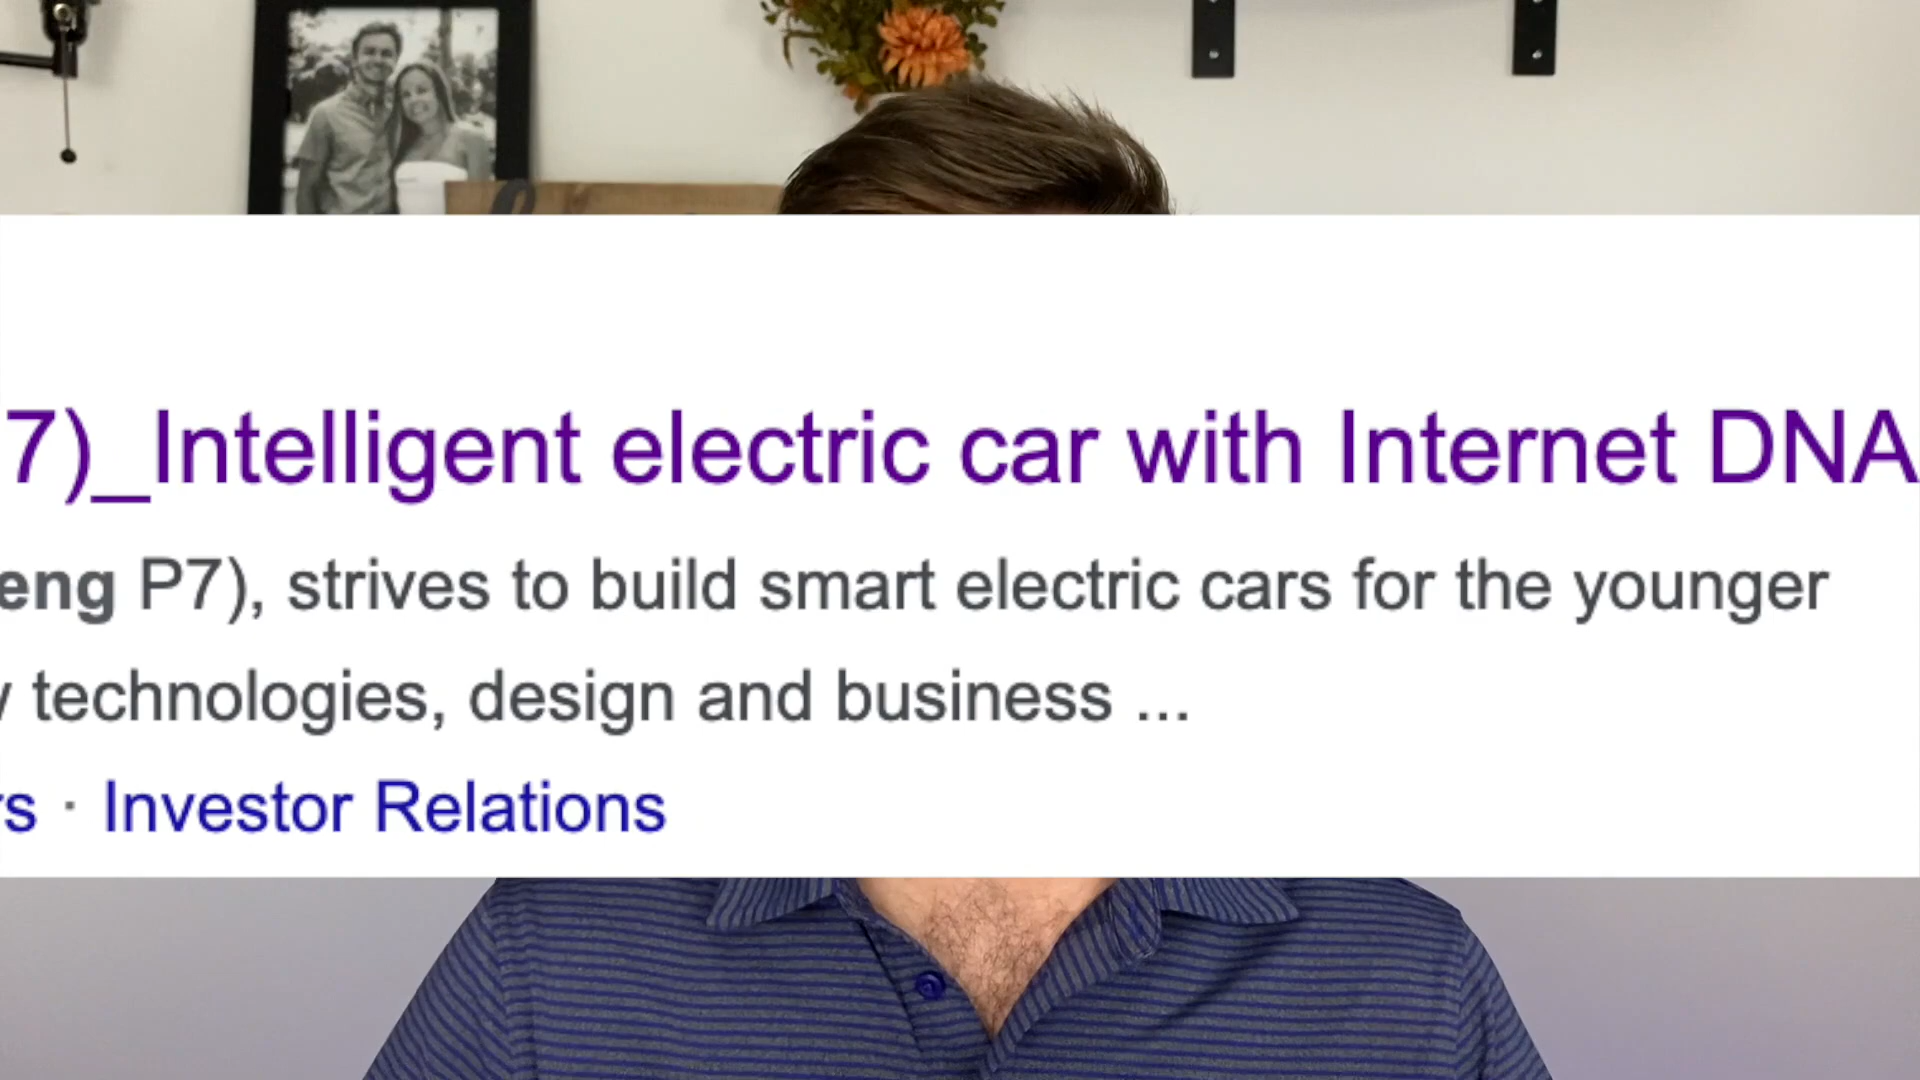 7)_Intelligent electric car with Internet DNA
eng P7), strives to build smart electric cars for the younger
technologies, design and business ...
rs · Investor Relations